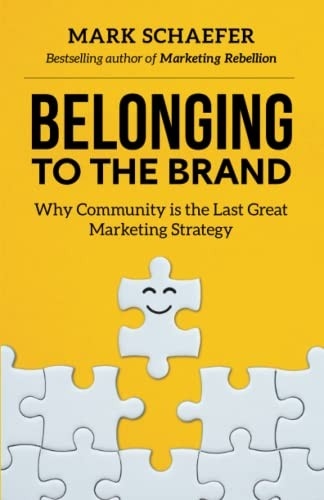 MARK SCHAEFER
Bestselling author of Marketing Rebellion
BELONGING
TO THE BRAND
Why Community is the Last Great
Marketing Strategy